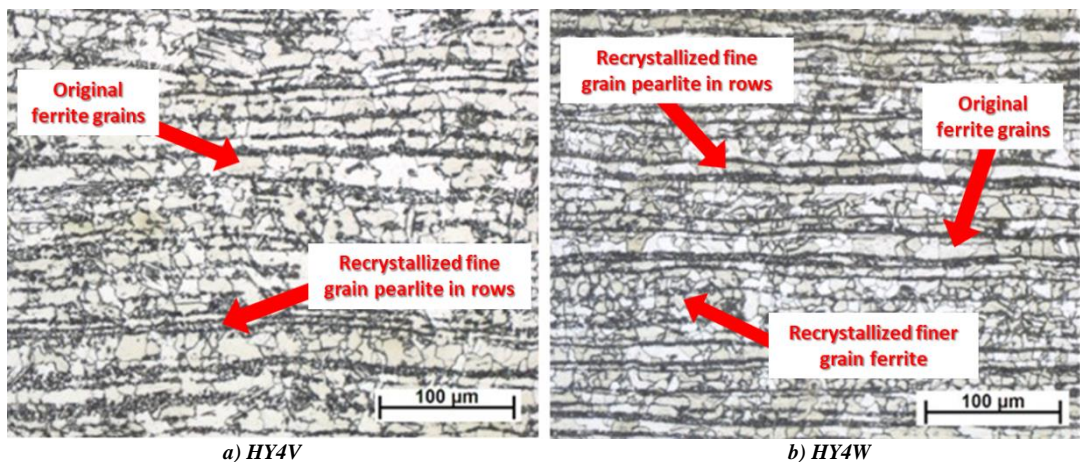 Original
ferrite grains
Recrystallized fine
grain pearlite in rows
100 µm
a) HY4V
Recrystallized fine
grain pearlite in rows
Original
ferrite grains
Recrystallized finer
grain ferrite
100 µm
b) HY4W